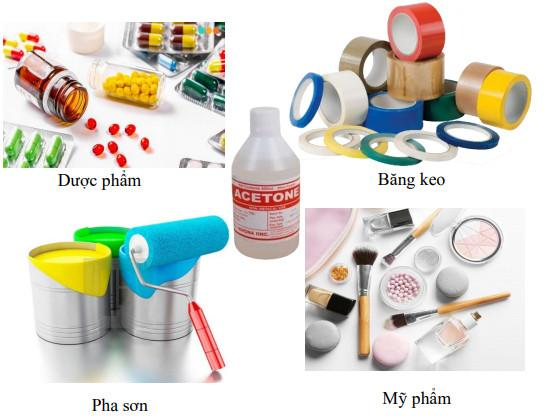 Dược phẩm
Băng keo
ACETONE
Pha sơn
Mỹ phẩm